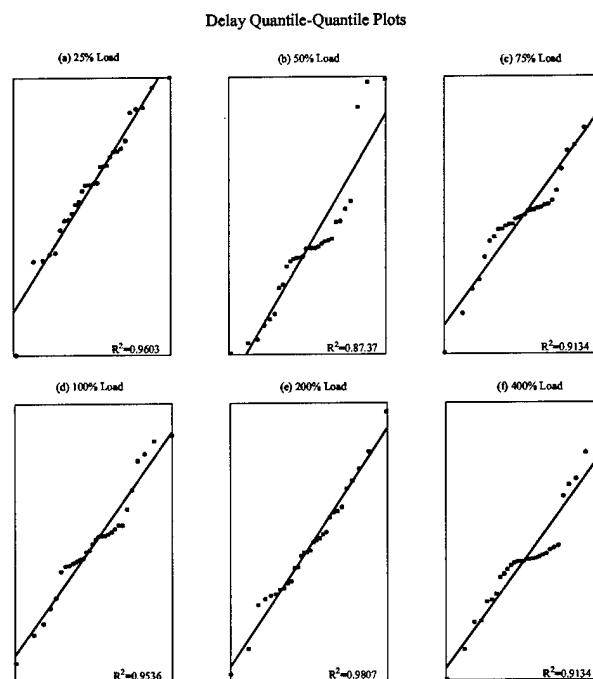 Delay Quantile-Quantile Plots
(a) 25% Load
(b) 50% Load
(c) 75% Load
R²=0.9603
R²=0.87.37
R²=0.9134
(d) 100% Load
(e) 200% Load
(f) 400% Load
R²=0.9536
R²=0.9807
R²=0.9134